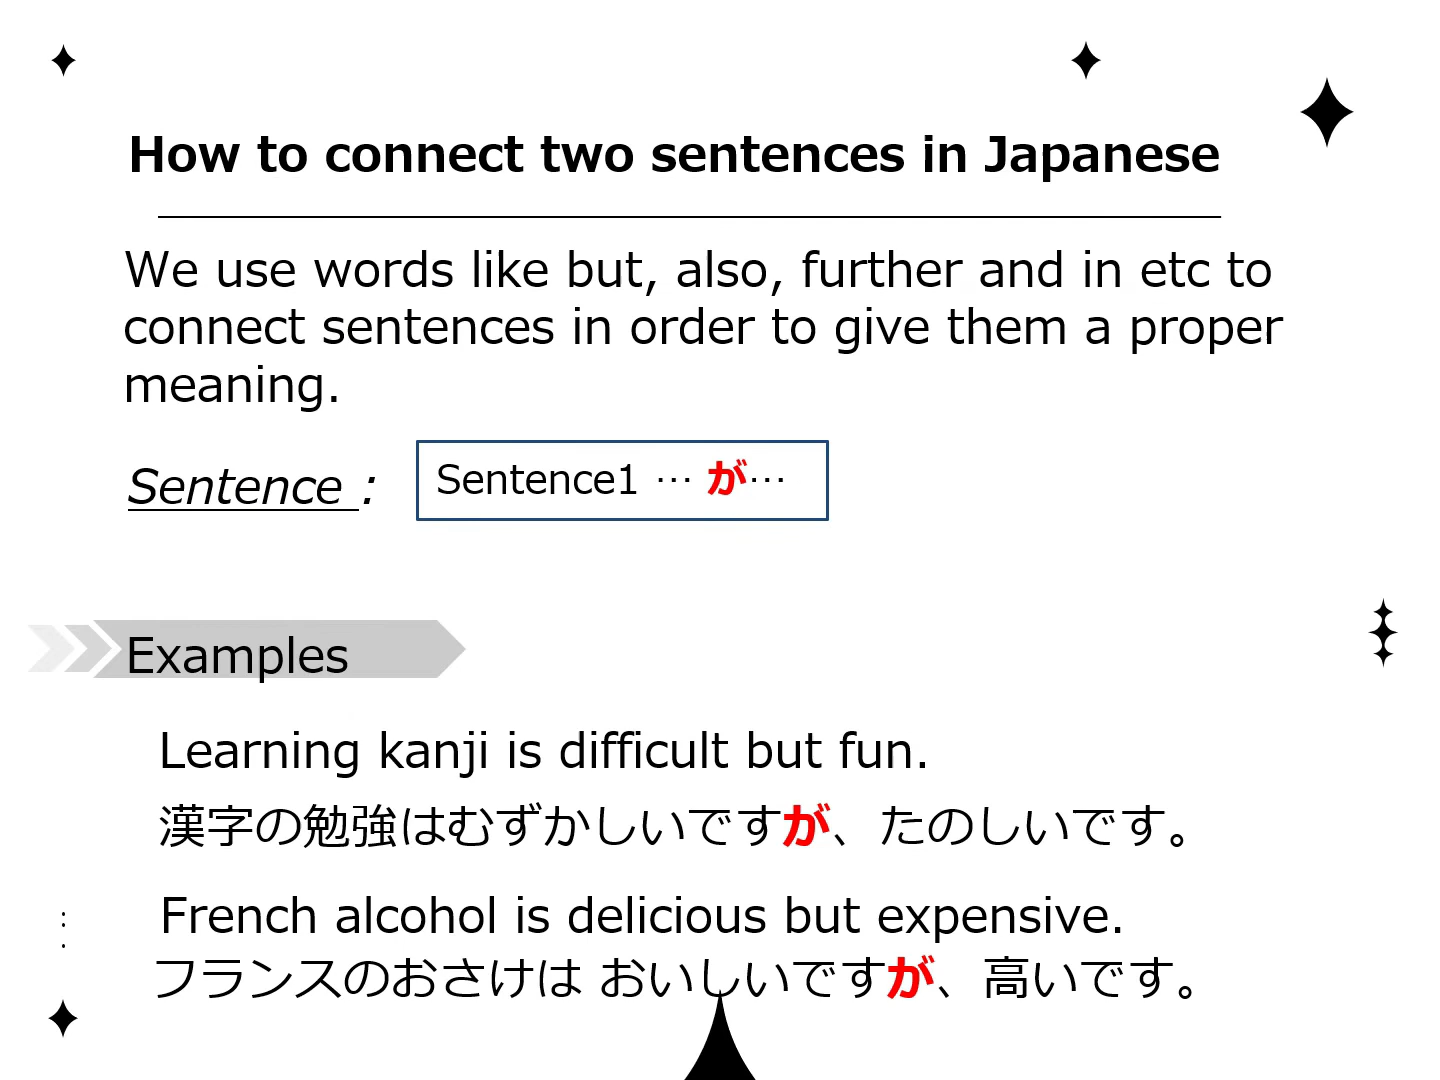 How to connect two sentences in Japanese
We use words like but, also, further and in etc to
connect sentences in order to give them a proper
meaning.
Sentence :
Sentence1 … が…
Examples
Learning kanji is difficult but fun.
漢字の勉強はむずかしいですが、たのしいです。
French alcohol is delicious but expensive.
フランスのおさけは おいしいですが、高いです。